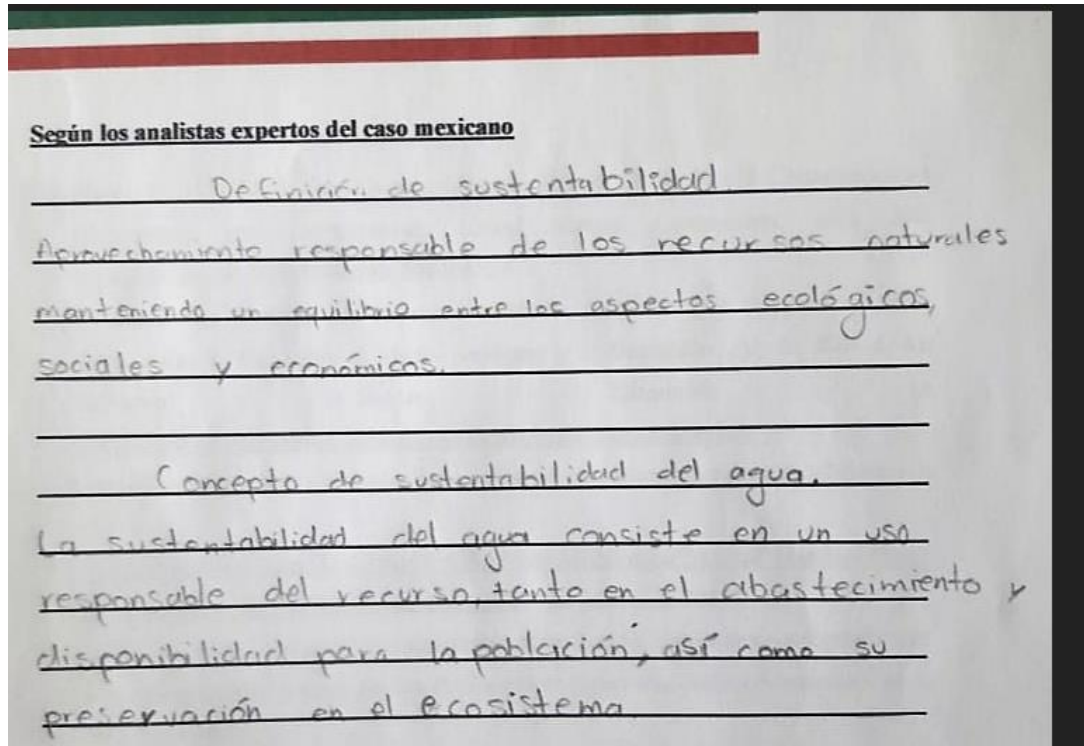 Según los analistas expertos del caso mexicano
Definición de sustentabilidad.
Aprovechamiento responsable de los recursos naturales
manteniendo un equilibrio entre los aspectos ecológicos,
sociales y económicos.
Concepto de sustentabilidad del agua.
La sustentabilidad del agua consiste en un uso
responsable del recurso, tanto en el abastecimiento y
disponibilidad para la población, así como su
preservación en el ecosistema.